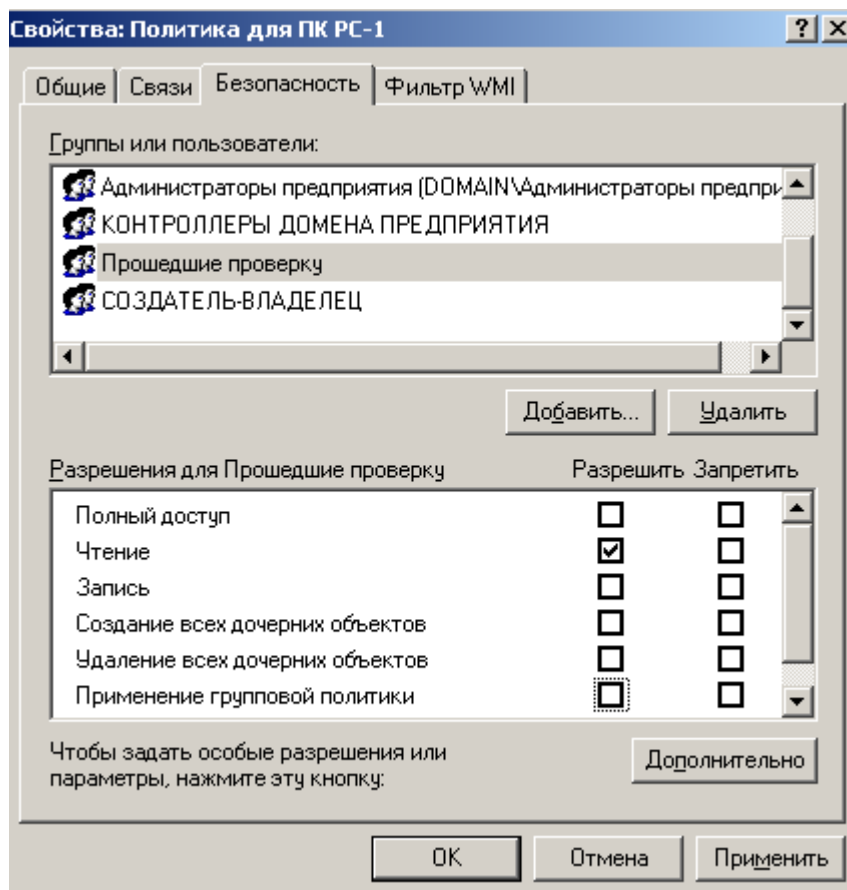 Свойства: Политика для ПК PC-1
Общие Связи Безопасность Фильтр WMI
Группы или пользователи:
Администраторы предприятия (DOMAIN\Администраторы предпри
КОНТРОЛЛЕРЫ ДОМЕНА ПРЕДПРИЯТИЯ
Прошедшие проверку
СОЗДАТЕЛЬ-ВЛАДЕЛЕЦ
Добавить... Удалить
Разрешения для Прошедшие проверку Разрешить Запретить
Полный доступ
Чтение
Запись
Создание всех дочерних объектов
Удаление всех дочерних объектов
Применение групповой политики
Чтобы задать особые разрешения или
параметры, нажмите эту кнопку:
Дополнительно
OK Отмена Применить